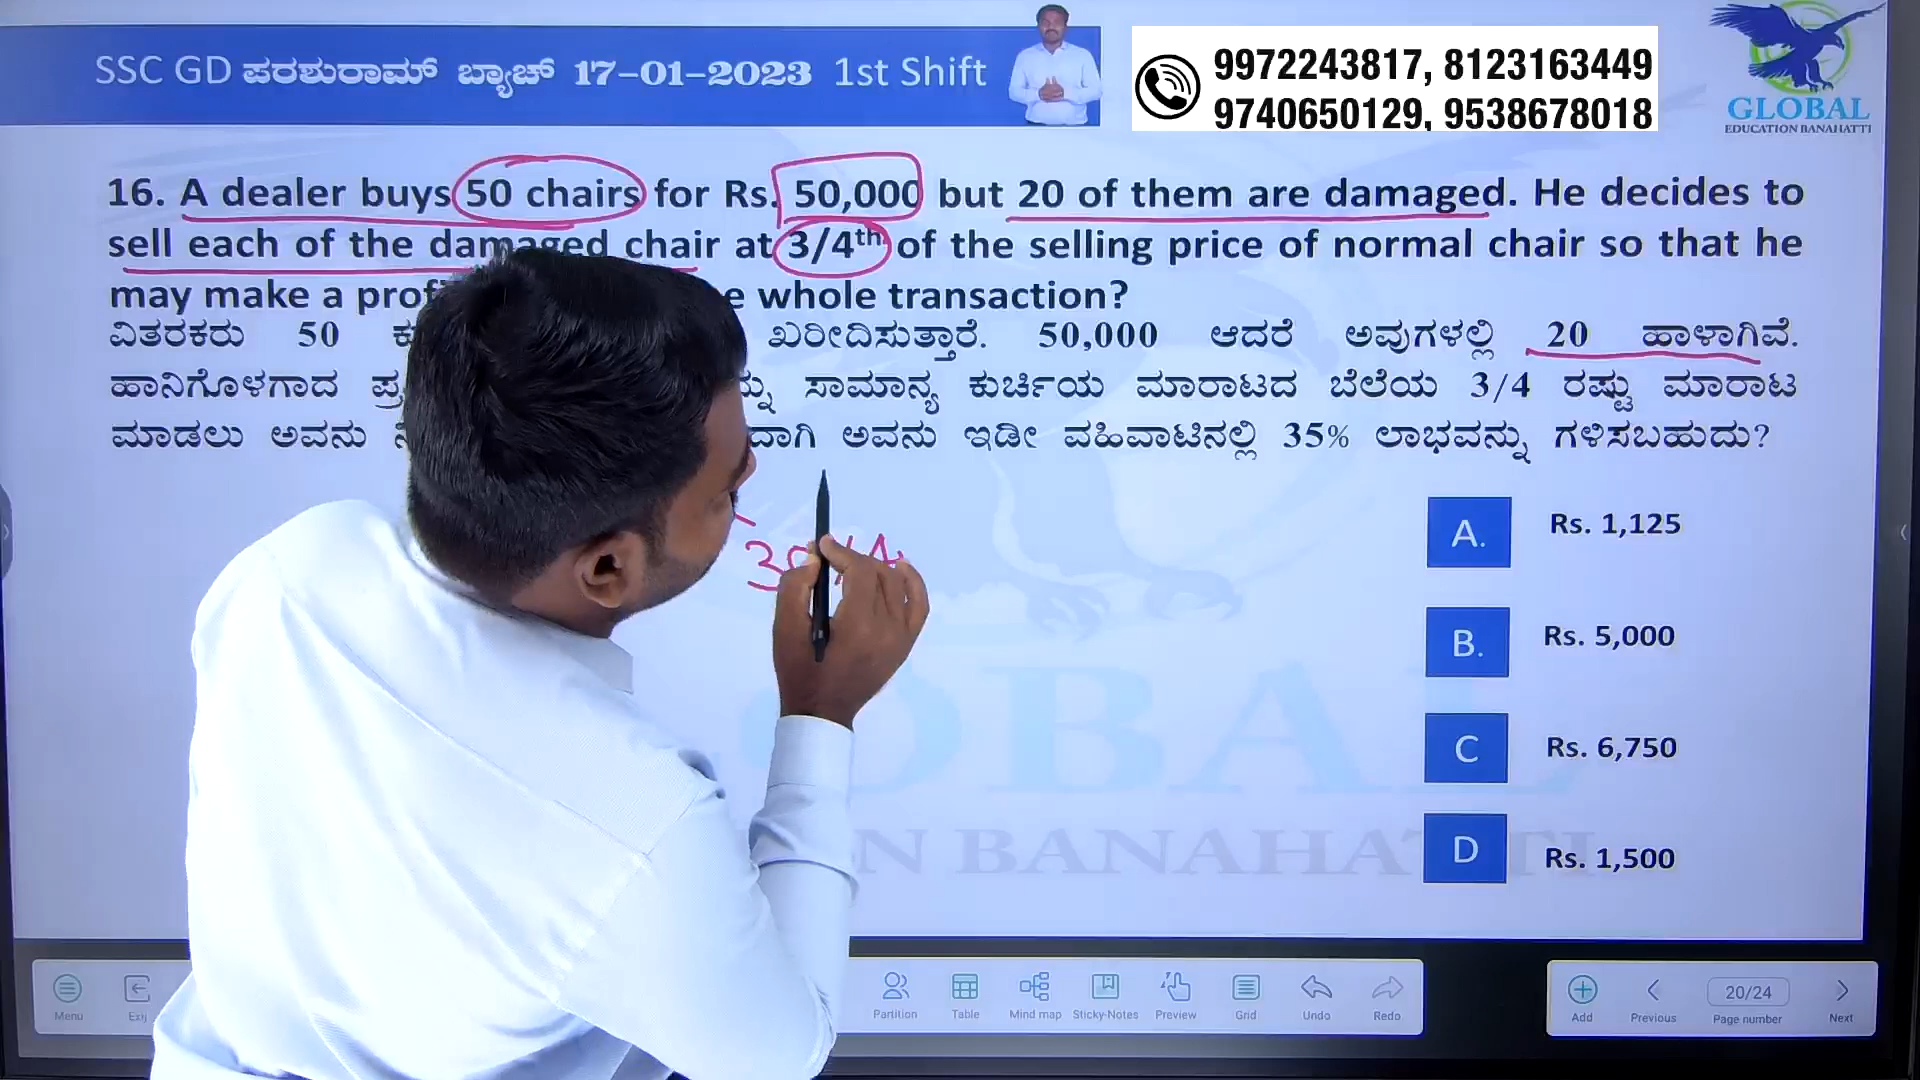 SSC GD ಪರಶುರಾಮ್ ಬ್ಯಾಚ್ 17-01-2023 1st Shift
9972243817, 8123163449
9740650129, 9538678018
GLOBAL
EDUCATION BANAHATTI
16. A dealer buys 50 chairs for Rs. 50,000 but 20 of them are damaged. He decides to
sell each of the damaged chair at 3/4th of the selling price of normal chair so that he
may make a whole transaction?
ವಿತರಕರು 50 ಖರೀದಿಸುತ್ತಾರೆ. 50,000 ಆದರೆ ಅವುಗಳಲ್ಲಿ 20 ಹಾಳಾಗಿವೆ.
ಹಾನಿಗೊಳಗಾದ ಸಾಮಾನ್ಯ ಕುರ್ಚಿಯ ಮಾರಾಟದ ಬೆಲೆಯ 3/4 ರಷ್ಟು ಮಾರಾಟ
ಮಾಡಲು ಅವನು ಅವನು ಇಡೀ ವಹಿವಾಟಿನಲ್ಲಿ 35% ಲಾಭವನ್ನು ಗಳಿಸಬಹುದು?
A. Rs. 1,125
B. Rs. 5,000
C Rs. 6,750
D Rs. 1,500
Menu
Partition Table Mind map Sticky-Notes Preview Grid Undo Redo
Add Previous 20/24 Page number Next